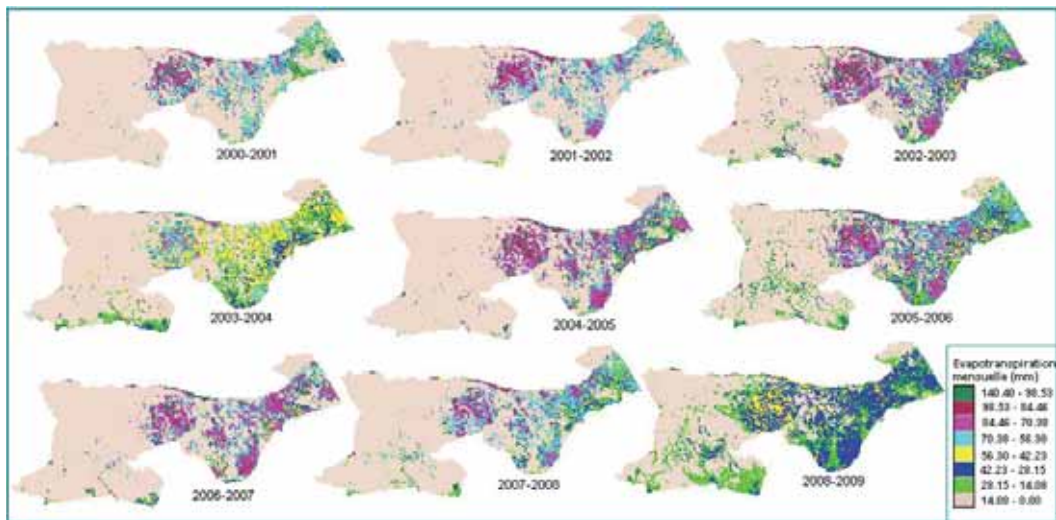 2000-2001
2001-2002
2002-2003
2003-2004
2004-2005
2005-2006
2006-2007
2007-2008
2008-2009
Evapotranspiration
mensuelle (mm)
140.40 - 98.53
98.53 - 84.46
84.46 - 70.38
70.38 - 56.30
56.30 - 42.23
42.23 - 28.15
28.15 - 14.08
14.08 - 0.00